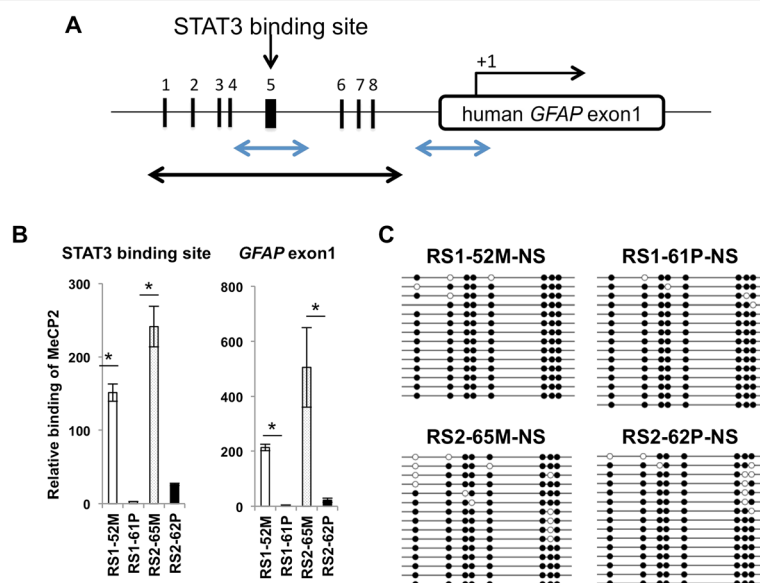 A
STAT3 binding site
1 2 3 4 5 6 7 8
+1
human GFAP exon1
B
STAT3 binding site
GFAP exon1
Relative binding of MeCP2
300
200
100
0
*
*
RS1-52M
RS1-61P
RS2-65M
RS2-62P
800
600
400
200
0
*
*
RS1-52M
RS1-61P
RS2-65M
RS2-62P
C
RS1-52M-NS
RS1-61P-NS
RS2-65M-NS
RS2-62P-NS